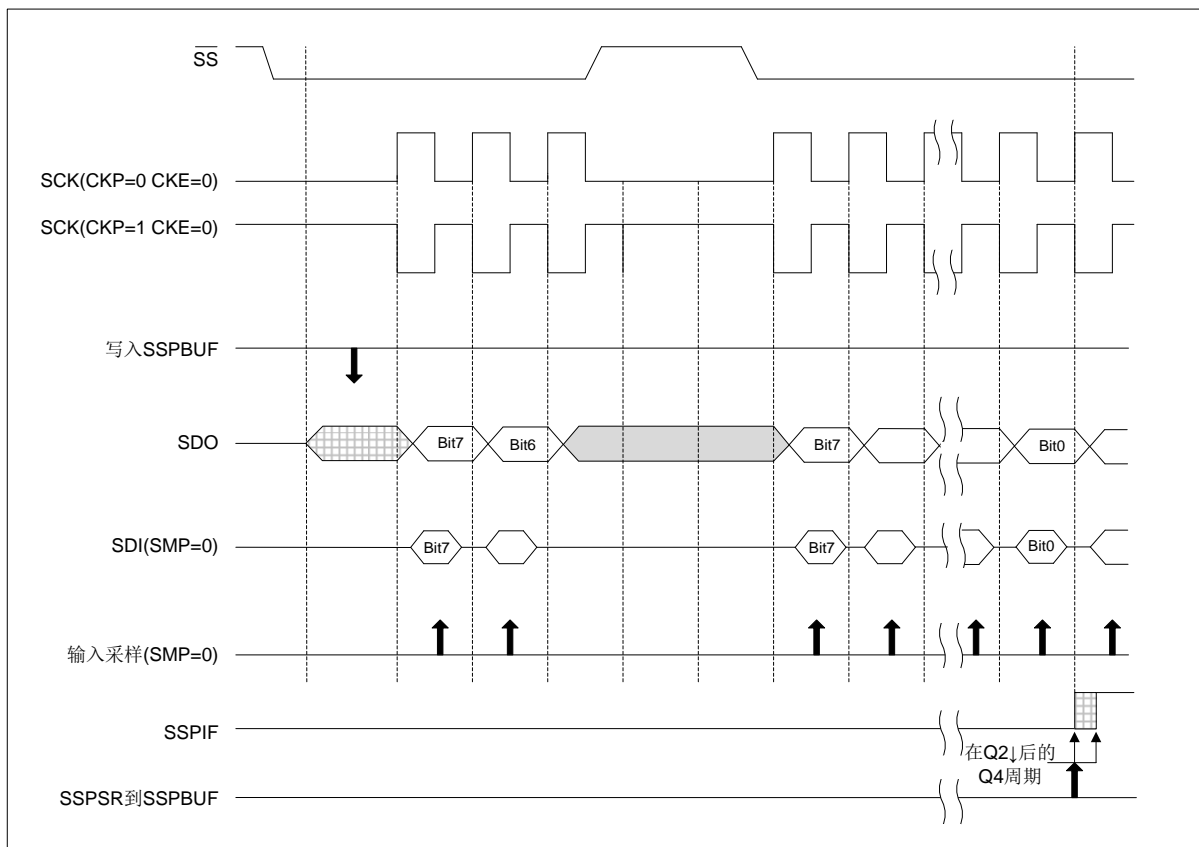 SS
SCK(CKP=0 CKE=0)
SCK(CKP=1 CKE=0)
写入SSPBUF
SDO
Bit7
Bit6
Bit7
Bit0
SDI(SMP=0)
Bit7
Bit7
Bit0
输入采样(SMP=0)
SSPIF
在Q2↓后的
Q4周期
SSPSR到SSPBUF